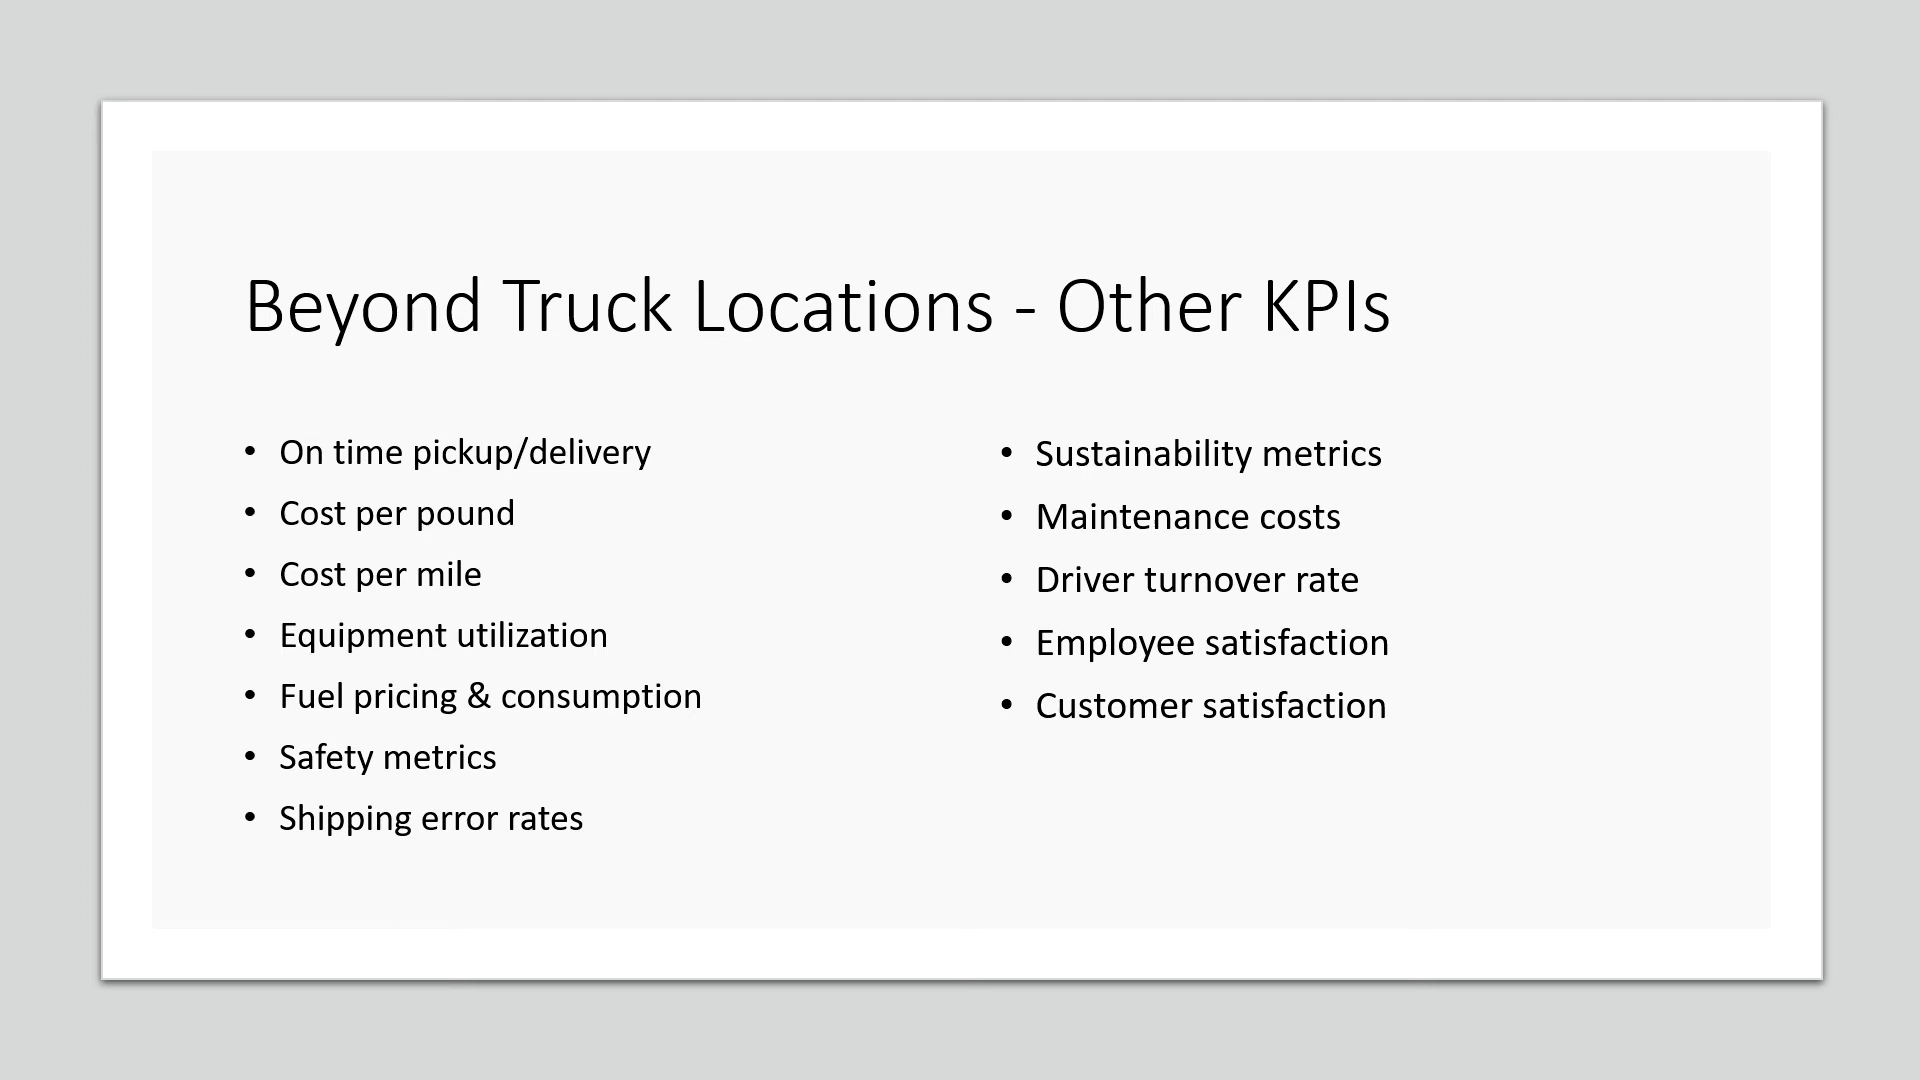 Beyond Truck Locations - Other KPIs
• On time pickup/delivery
• Cost per pound
• Cost per mile
• Equipment utilization
• Fuel pricing & consumption
• Safety metrics
• Shipping error rates
• Sustainability metrics
• Maintenance costs
• Driver turnover rate
• Employee satisfaction
• Customer satisfaction